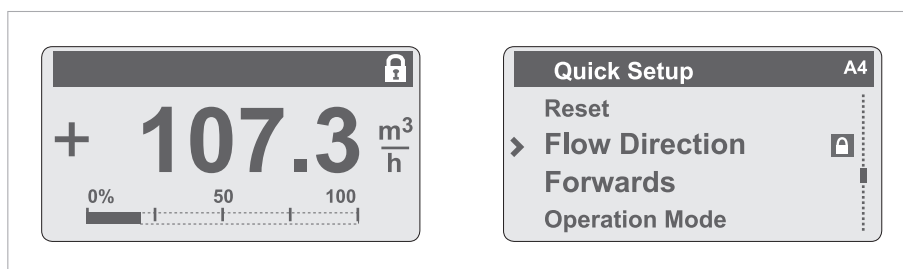 + 107.3 m³/h
0% 50 100
Quick Setup A4
Reset
Flow Direction
Forwards
Operation Mode